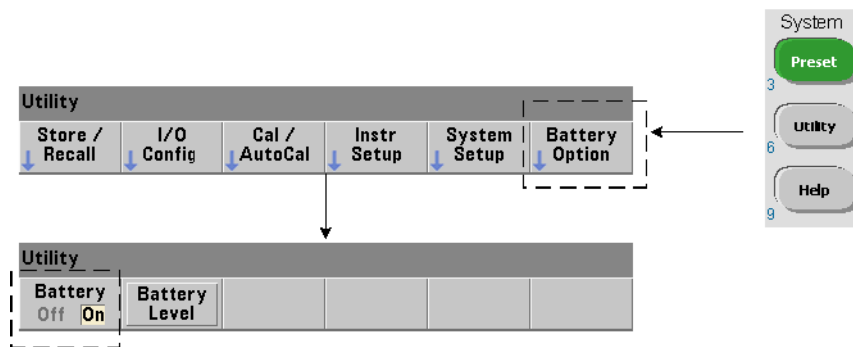 System
Preset
3
Utility
6
Help
9
Utility
Store /
Recall
I/O
Config
Cal /
AutoCal
Instr
Setup
System
Setup
Battery
Option
Utility
Battery
Off On
Battery
Level